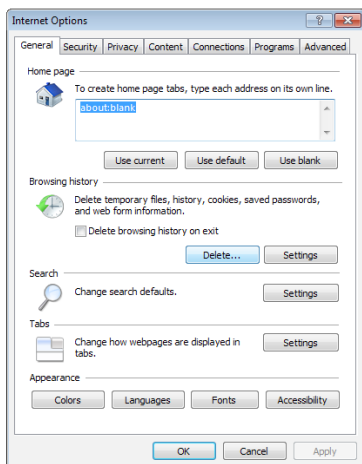 Internet Options
General Security Privacy Content Connections Programs Advanced
Home page
To create home page tabs, type each address on its own line.
about:blank
Use current Use default Use blank
Browsing history
Delete temporary files, history, cookies, saved passwords,
and web form information.
Delete browsing history on exit
Delete... Settings
Search
Change search defaults. Settings
Tabs
Change how webpages are displayed in
tabs.
Settings
Appearance
Colors Languages Fonts Accessibility
OK Cancel Apply